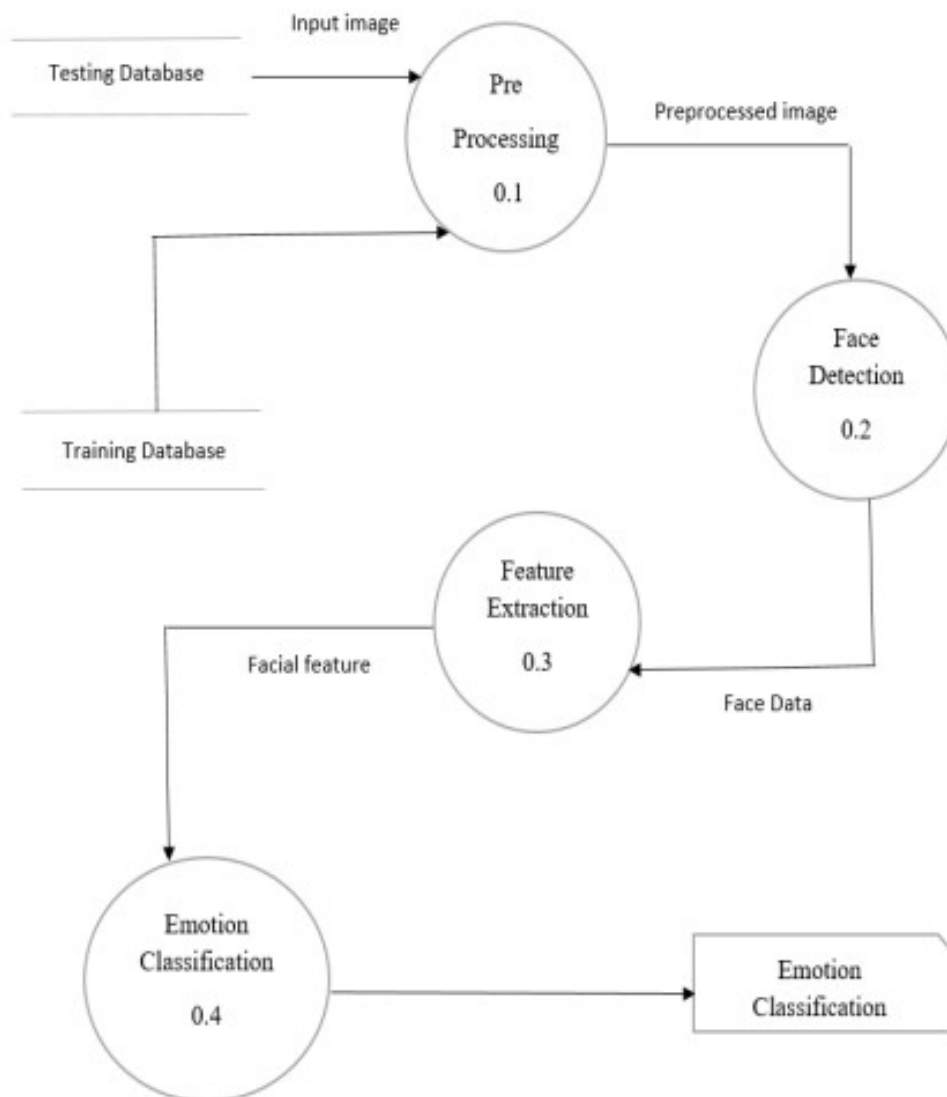 Input image
Testing Database
Pre
Processing
0.1
Preprocessed image
Face
Detection
0.2
Training Database
Feature
Extraction
0.3
Facial feature
Face Data
Emotion
Classification
0.4
Emotion
Classification